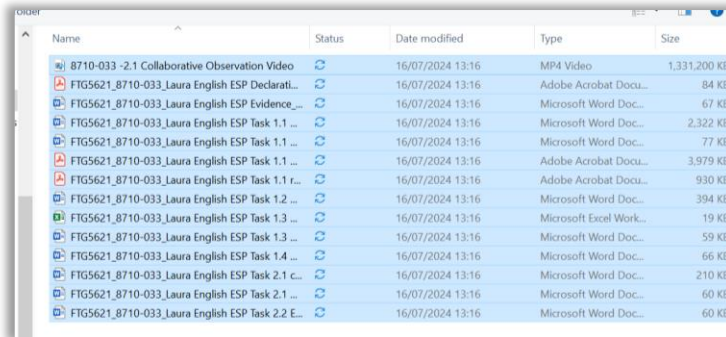 older
Name Status Date modified Type Size
8710-033 -2.1 Collaborative Observation Video 16/07/2024 13:16 MP4 Video 1,331,200 KB
FTG5621_8710-033_Laura English ESP Declarati... 16/07/2024 13:16 Adobe Acrobat Docu... 84 KB
FTG5621_8710-033_Laura English ESP Evidence_... 16/07/2024 13:16 Microsoft Word Doc... 67 KB
FTG5621_8710-033_Laura English ESP Task 1.1 ... 16/07/2024 13:16 Microsoft Word Doc... 2,322 KB
FTG5621_8710-033_Laura English ESP Task 1.1 ... 16/07/2024 13:16 Microsoft Word Doc... 77 KB
FTG5621_8710-033_Laura English ESP Task 1.1 ... 16/07/2024 13:16 Adobe Acrobat Docu... 3,979 KB
FTG5621_8710-033_Laura English ESP Task 1.1 r... 16/07/2024 13:16 Adobe Acrobat Docu... 930 KB
FTG5621_8710-033_Laura English ESP Task 1.2 ... 16/07/2024 13:16 Microsoft Word Doc... 394 KB
FTG5621_8710-033_Laura English ESP Task 1.3 ... 16/07/2024 13:16 Microsoft Excel Work... 19 KB
FTG5621_8710-033_Laura English ESP Task 1.3 ... 16/07/2024 13:16 Microsoft Word Doc... 59 KB
FTG5621_8710-033_Laura English ESP Task 1.4 ... 16/07/2024 13:16 Microsoft Word Doc... 66 KB
FTG5621_8710-033_Laura English ESP Task 2.1 c... 16/07/2024 13:16 Microsoft Word Doc... 210 KB
FTG5621_8710-033_Laura English ESP Task 2.1 ... 16/07/2024 13:16 Microsoft Word Doc... 60 KB
FTG5621_8710-033_Laura English ESP Task 2.2 E... 16/07/2024 13:16 Microsoft Word Doc... 60 KB